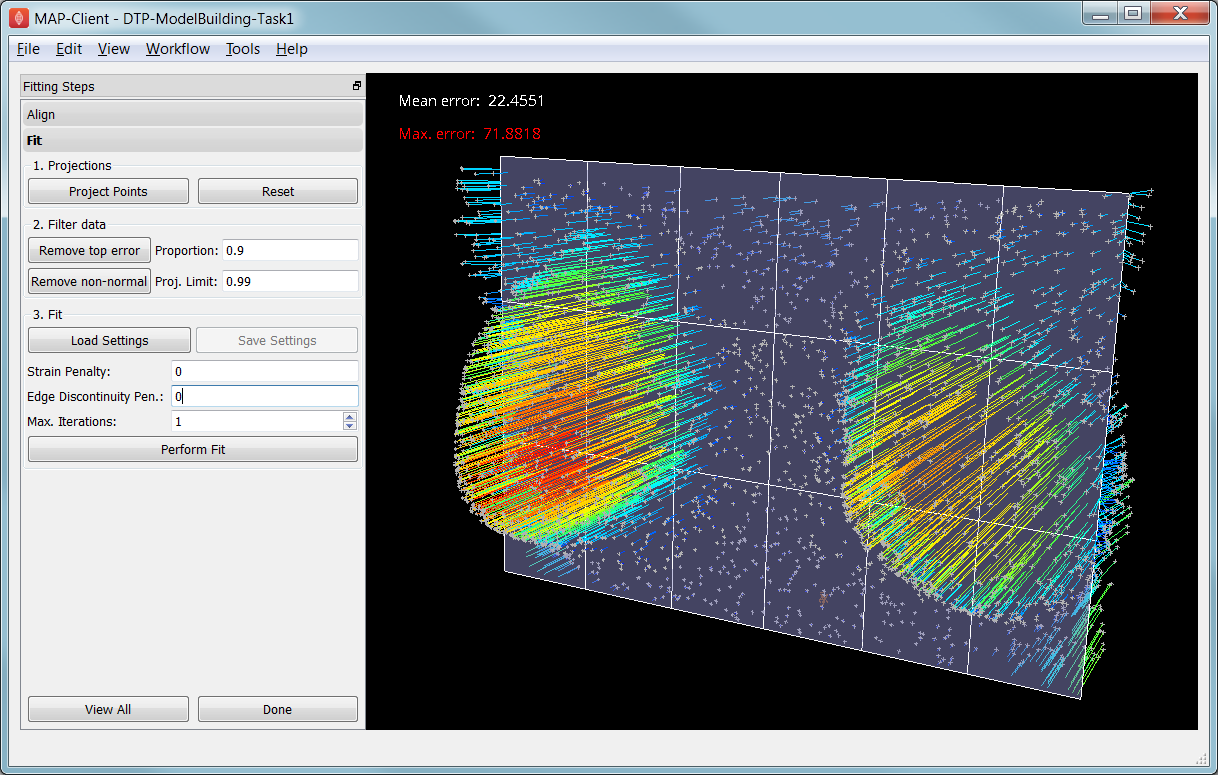 MAP-Client - DTP-ModelBuilding-Task1
File Edit View Workflow Tools Help
Fitting Steps
Align
Fit
1. Projections
Project Points Reset
2. Filter data
Remove top error Proportion: 0.9
Remove non-normal Proj. Limit: 0.99
3. Fit
Load Settings Save Settings
Strain Penalty: 0
Edge Discontinuity Pen.: 0
Max. Iterations: 1
Perform Fit
View All Done
Mean error: 22.4551
Max. error: 71.8818